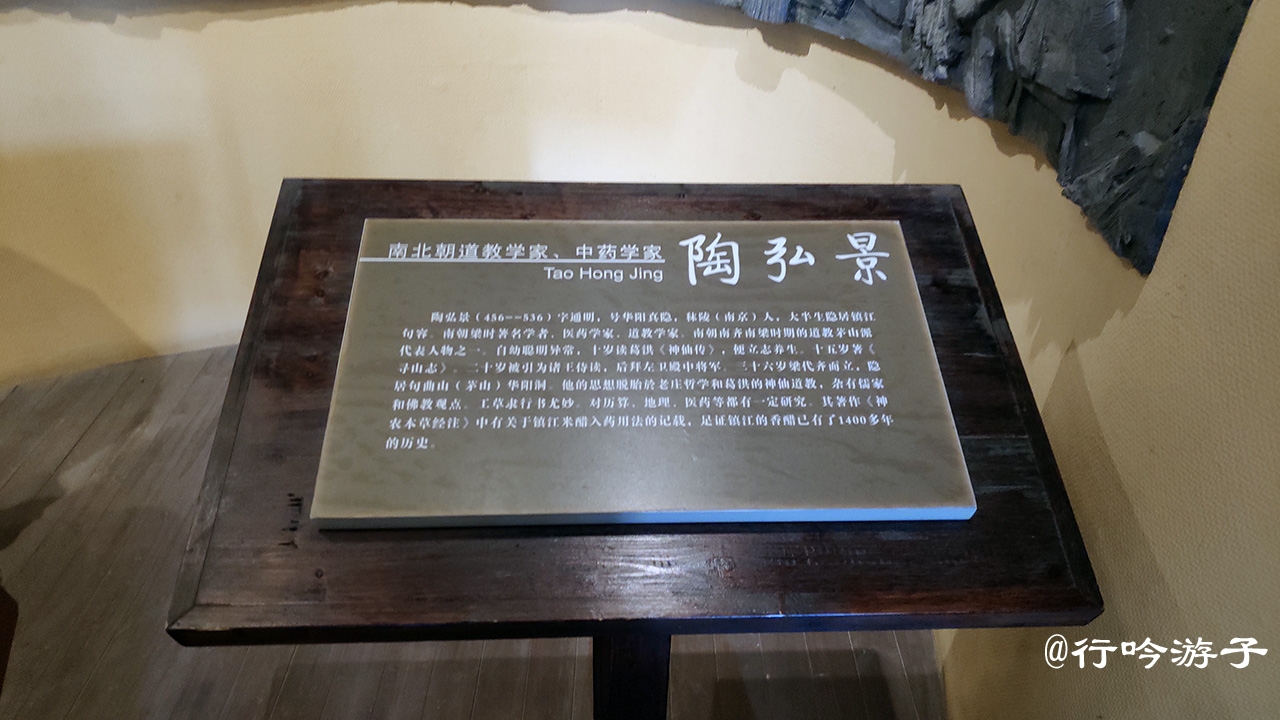 南北朝道教学家、中药学家
Tao Hong Jing
陶弘景
陶弘景（456--536）字通明，号华阳真隐，秣陵（南京）人，大半生隐居镇江
句容。南朝梁时著名学者、医药学家、道教学家。南朝南齐南梁时期的道教茅山派
代表人物之一。自幼聪明异常，十岁读葛洪《神仙传》，便立志养生。十五岁著《
寻山志》。二十岁被引为诸王侍读，后拜左卫殿中将军。三十六岁梁代齐而立，隐
居句曲山（茅山）华阳洞。他的思想脱胎於老庄哲学和葛洪的神仙道教，杂有儒家
和佛教观点。工草隶行书尤妙。对历算、地理、医药等都有一定研究。其著作《神
农本草经注》中有关于镇江米醋入药用法的记载，足证镇江的香醋已有了1400多年
的历史。
@行吟游子